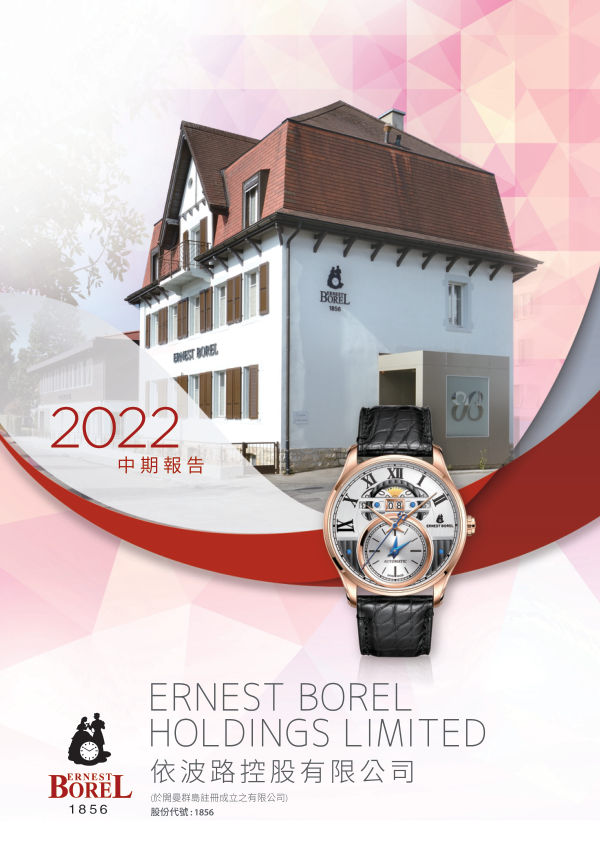 ERNEST
BOREL
1856
ERNEST BOREL
2022
中期報告
XII
08
ERNEST BOREL
AUTOMATIC
ERNEST BOREL
HOLDINGS LIMITED
依波路控股有限公司
(於開曼群島註冊成立之有限公司)
股份代號 : 1856
ERNEST
BOREL
1856